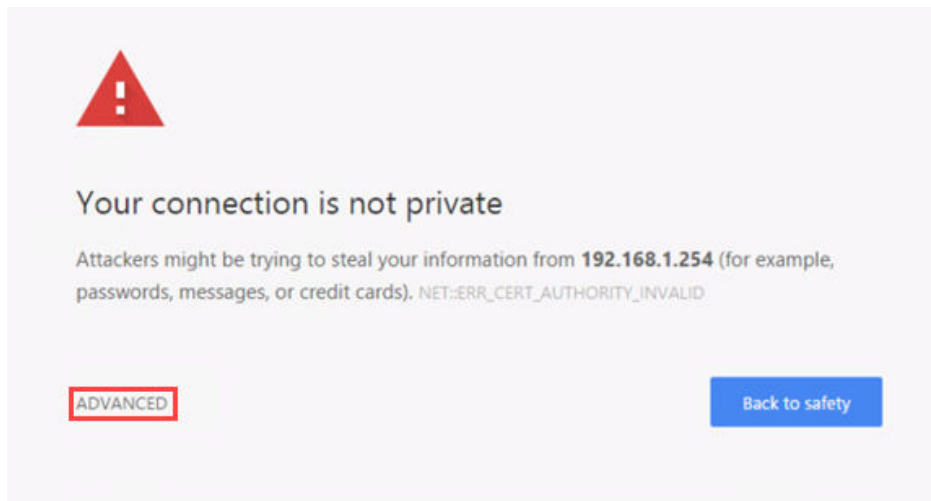 Your connection is not private
Attackers might be trying to steal your information from 192.168.1.254 (for example,
passwords, messages, or credit cards). NET::ERR_CERT_AUTHORITY_INVALID
ADVANCED
Back to safety